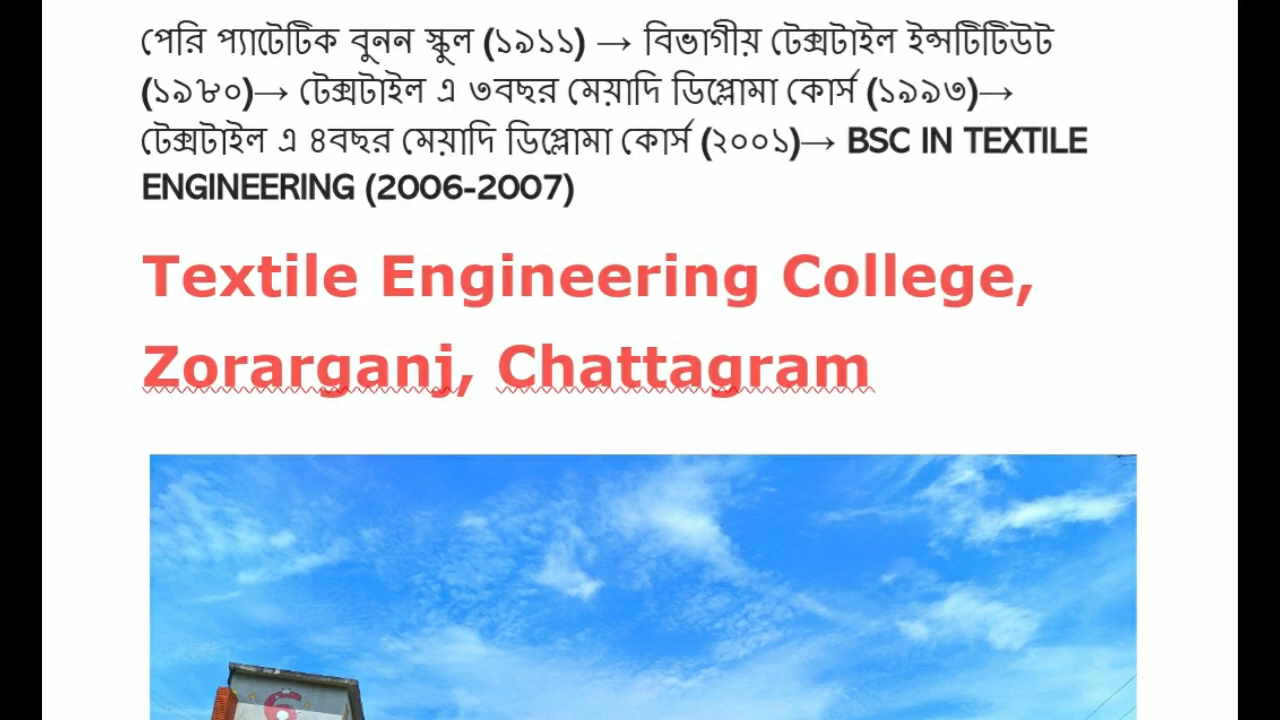 পেরি প্যাটেটিক বুনন স্কুল (১৯১১) → বিভাগীয় টেক্সটাইল ইন্সটিটিউট
(১৯৮০)→ টেক্সটাইল এ ৩বছর মেয়াদি ডিপ্লোমা কোর্স (১৯৯৩)→
টেক্সটাইল এ ৪বছর মেয়াদি ডিপ্লোমা কোর্স (২০০১)→ BSC IN TEXTILE
ENGINEERING (2006-2007)
Textile Engineering College,
Zorarganj, Chattagram